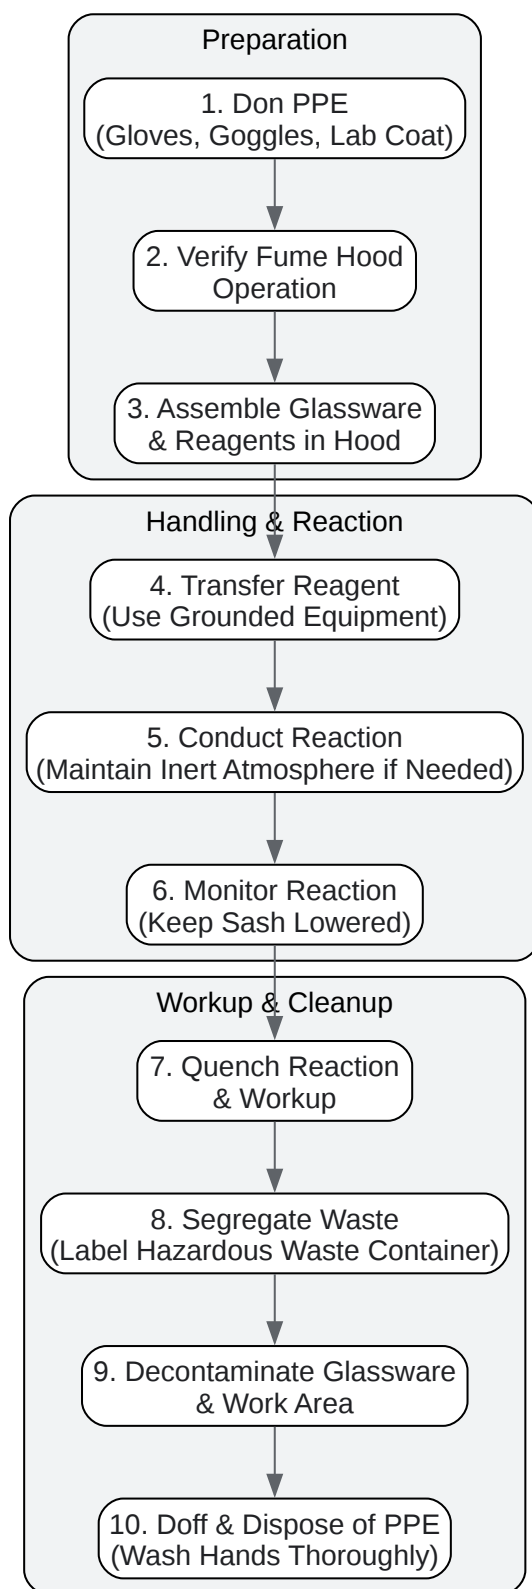 Preparation
1. Don PPE
(Gloves, Goggles, Lab Coat)
2. Verify Fume Hood
Operation
3. Assemble Glassware
& Reagents in Hood
Handling & Reaction
4. Transfer Reagent
(Use Grounded Equipment)
5. Conduct Reaction
(Maintain Inert Atmosphere if Needed)
6. Monitor Reaction
(Keep Sash Lowered)
Workup & Cleanup
7. Quench Reaction
& Workup
8. Segregate Waste
(Label Hazardous Waste Container)
9. Decontaminate Glassware
& Work Area
10. Doff & Dispose of PPE
(Wash Hands Thoroughly)